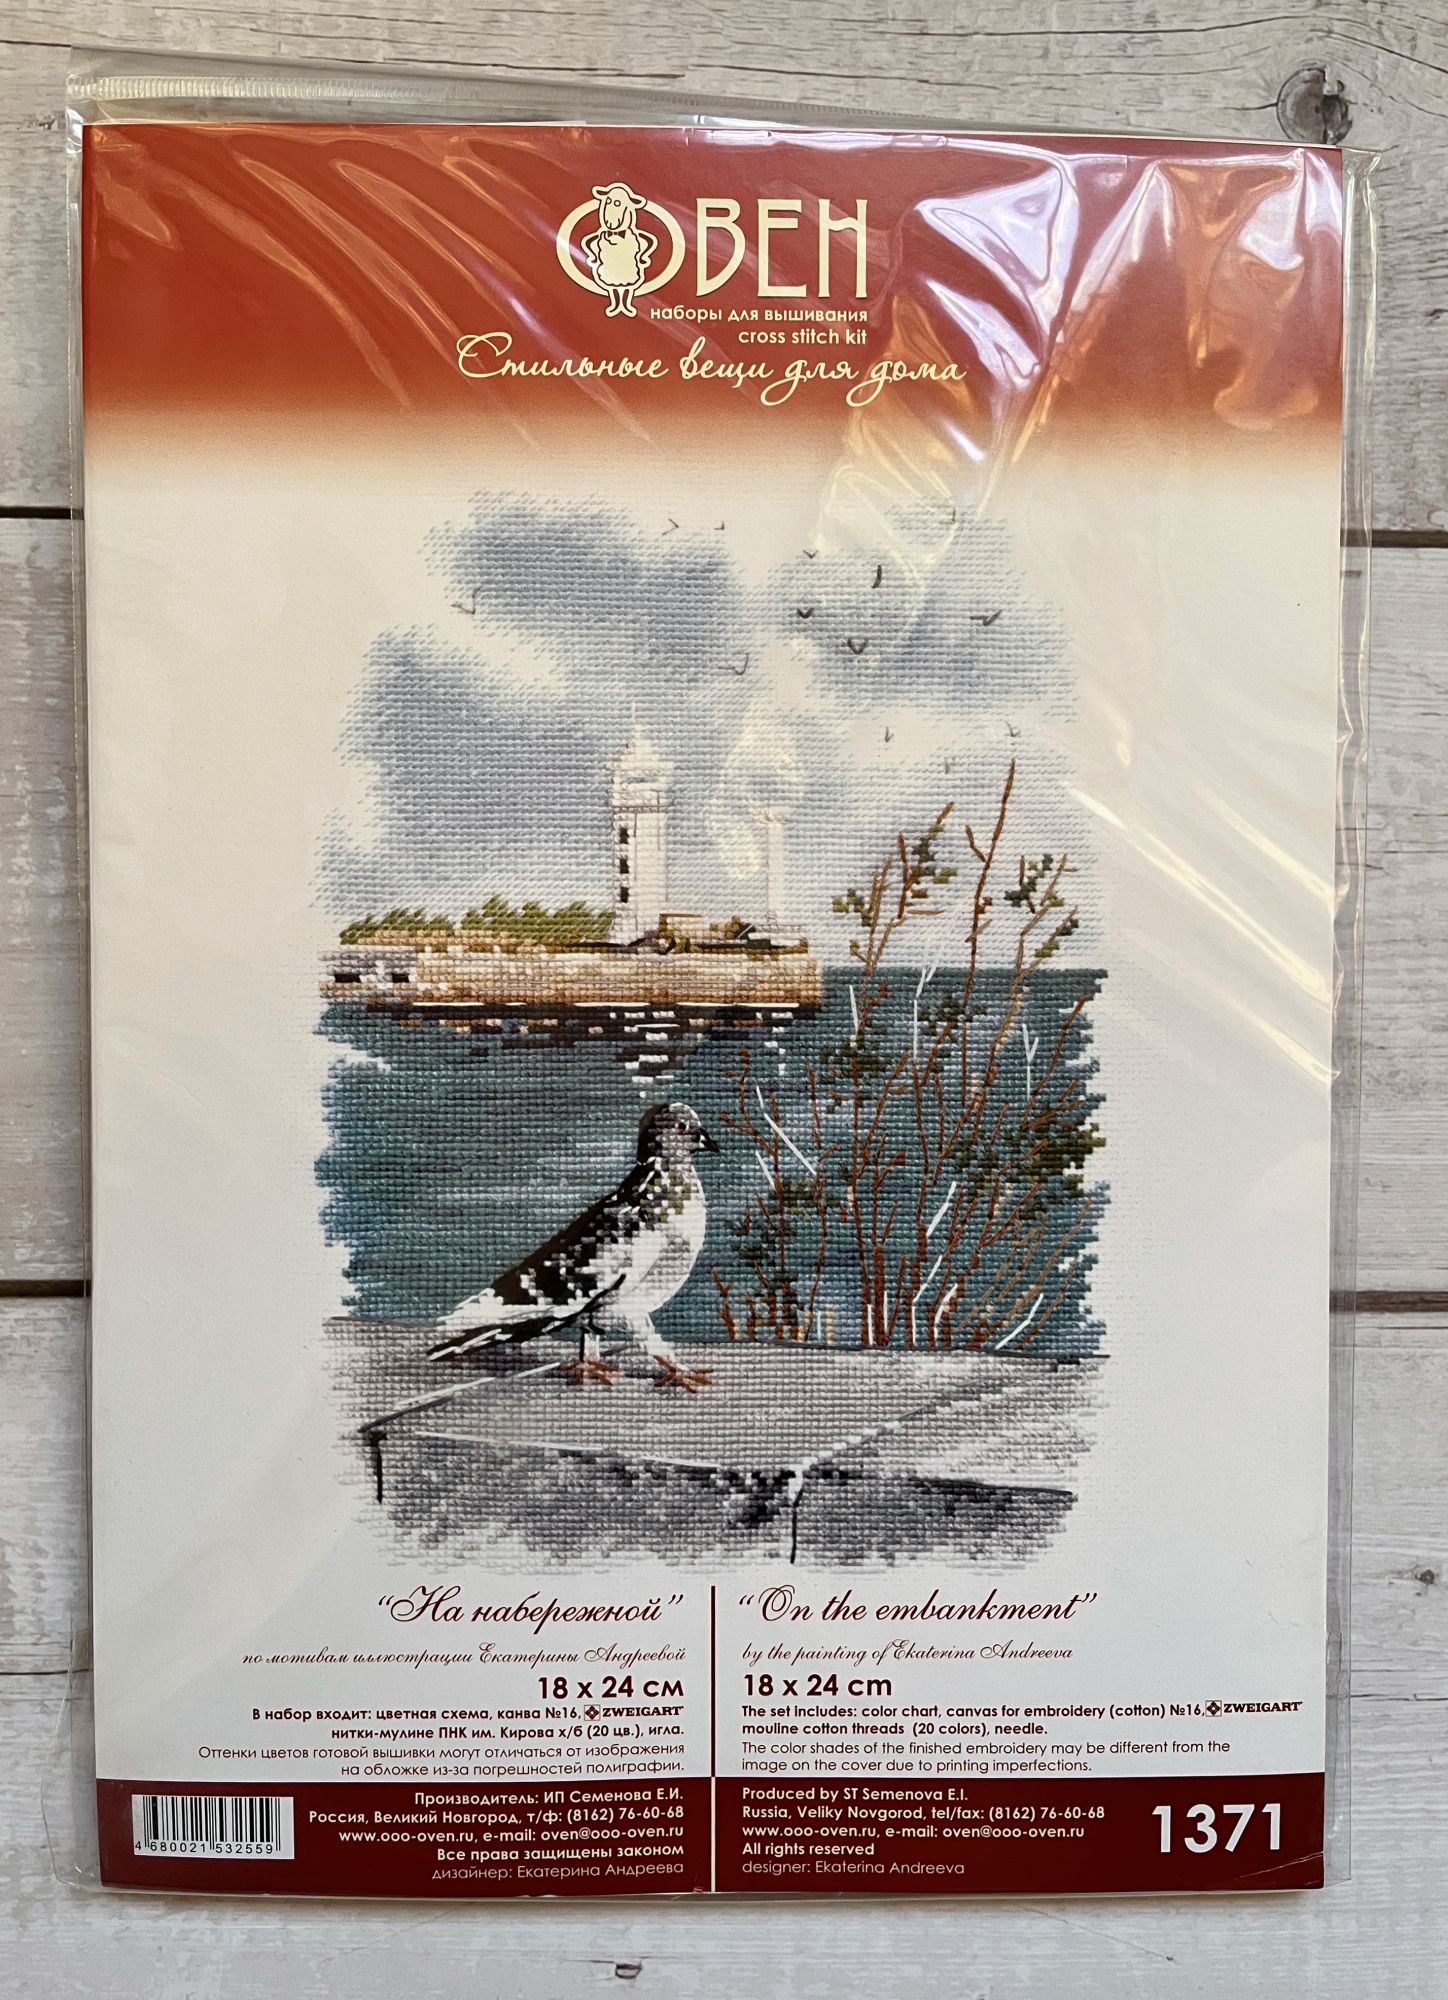 ОВЕН
наборы для вышивания
cross stitch kit
Стильные вещи для дома
“На набережной”
по мотивам иллюстрации Екатерины Андреевой
18 х 24 см
В набор входит: цветная схема, канва №16, ZWEIGART
нитки-мулине ПНК им. Кирова х/б (20 цв.), игла.
Оттенки цветов готовой вышивки могут отличаться от изображения
на обложке из-за погрешностей полиграфии.
“On the embankment”
by the painting of Ekaterina Andreeva
18 x 24 cm
The set includes: color chart, canvas for embroidery (cotton) №16, ZWEIGART
mouline cotton threads (20 colors), needle.
The color shades of the finished embroidery may be different from the
image on the cover due to printing imperfections.
4 680021 532559
Производитель: ИП Семенова Е.И.
Россия, Великий Новгород, т/ф: (8162) 76-60-68
www.ooo-oven.ru, e-mail: oven@ooo-oven.ru
Все права защищены законом
дизайнер: Екатерина Андреева
Produced by ST Semenova E.I.
Russia, Veliky Novgorod, tel/fax: (8162) 76-60-68
www.ooo-oven.ru, e-mail: oven@ooo-oven.ru
All rights reserved
designer: Ekaterina Andreeva
1371